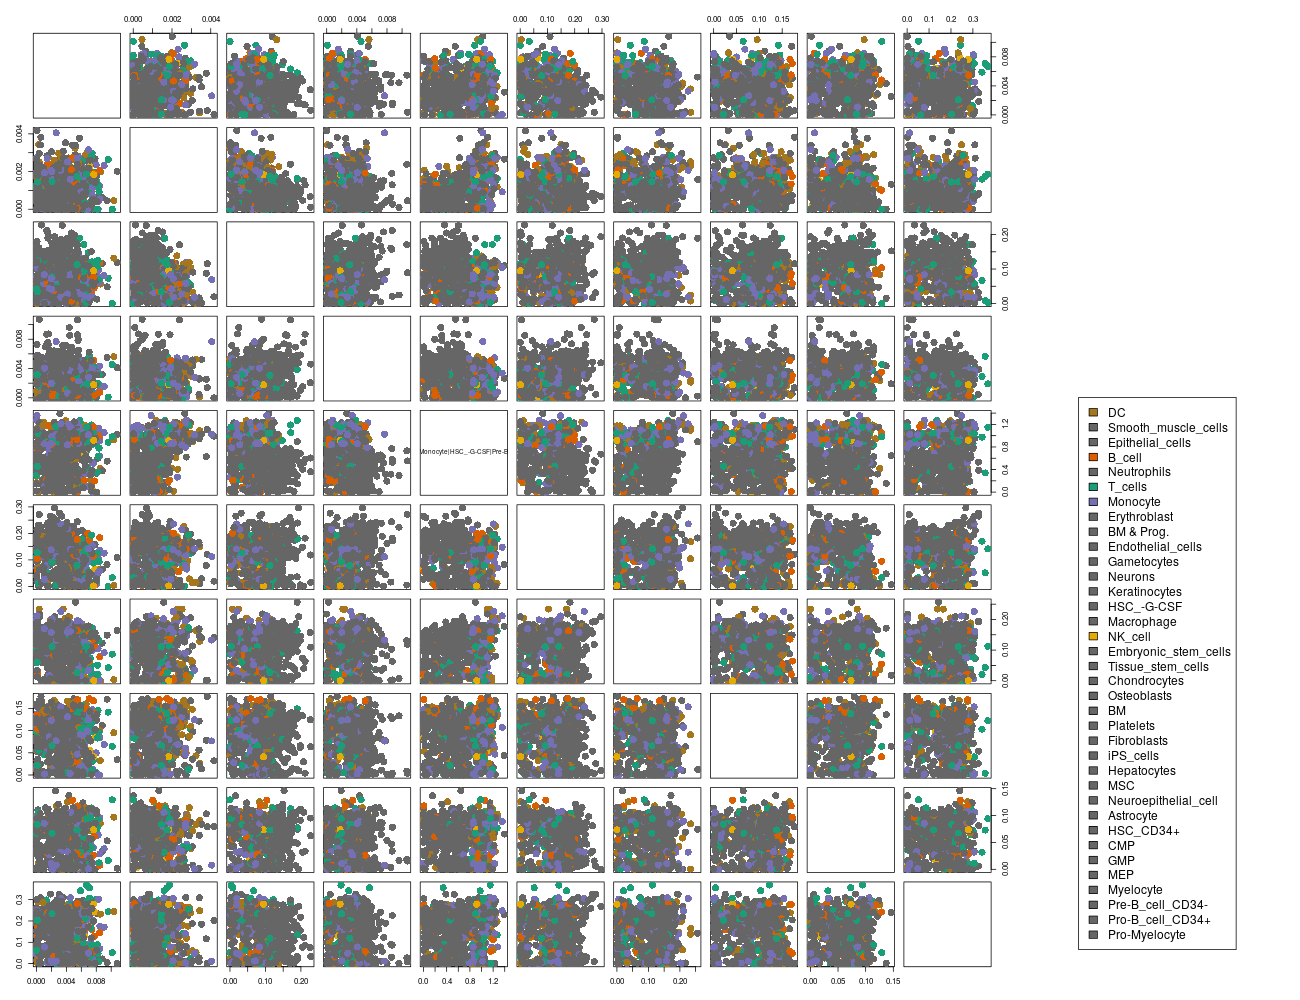 0.000 0.002 0.004 0.000 0.004 0.008 0.00 0.10 0.20 0.30 0.00 0.05 0.10 0.15 0.0 0.1 0.2 0.3
0.000 0.004 0.008
0.000 0.002 0.004
0.00 0.10 0.20
0.000 0.004 0.008
Monocyte|HSC_-G-CSF|Pre-B
0.0 0.4 0.8 1.2
0.00 0.10 0.20 0.30
0.00 0.10 0.20
0.00 0.05 0.10 0.15
0.00 0.05 0.10 0.15
0.0 0.1 0.2 0.3
0.000 0.004 0.008 0.00 0.10 0.20 0.0 0.4 0.8 1.2 0.00 0.10 0.20 0.00 0.05 0.10 0.15
DC
Smooth_muscle_cells
Epithelial_cells
B_cell
Neutrophils
T_cells
Monocyte
Erythroblast
BM & Prog.
Endothelial_cells
Gametocytes
Neurons
Keratinocytes
HSC_-G-CSF
Macrophage
NK_cell
Embryonic_stem_cells
Tissue_stem_cells
Chondrocytes
Osteoblasts
BM
Platelets
Fibroblasts
iPS_cells
Hepatocytes
MSC
Neuroepithelial_cell
Astrocyte
HSC_CD34+
CMP
GMP
MEP
Myelocyte
Pre-B_cell_CD34-
Pro-B_cell_CD34+
Pro-Myelocyte